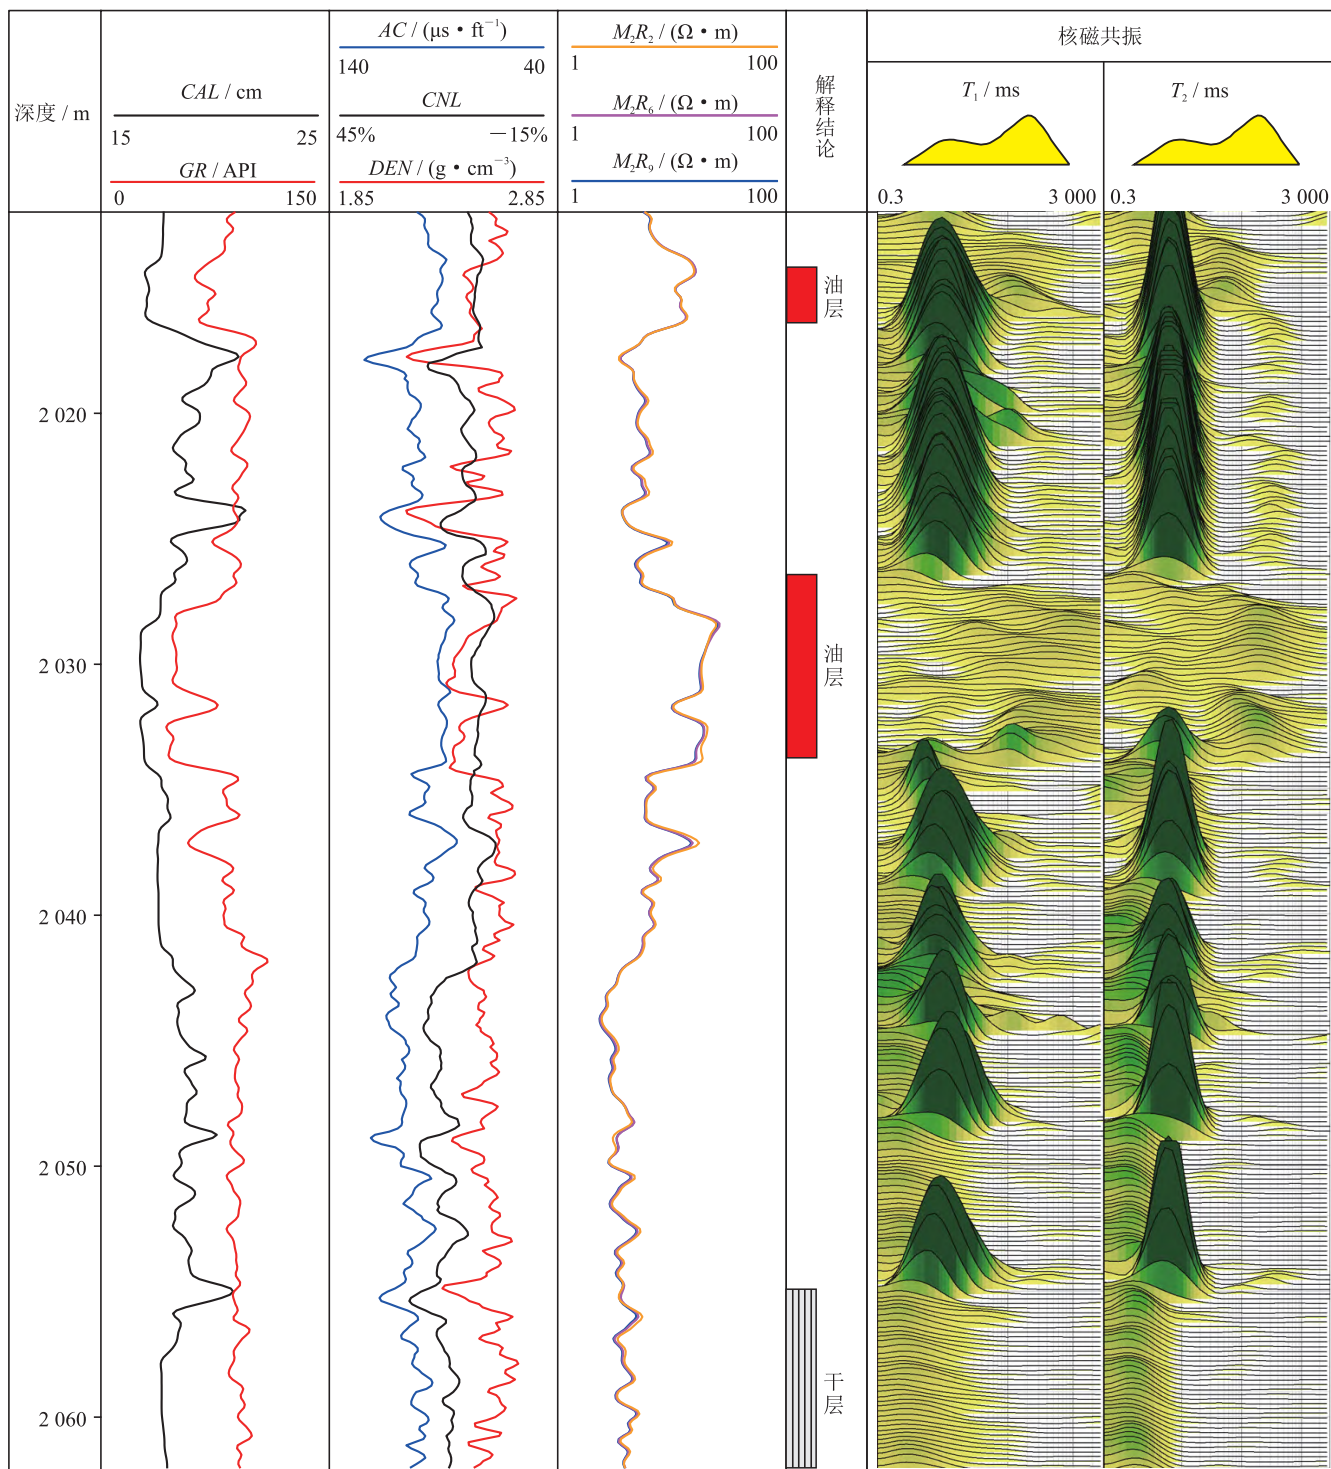 深度 / m
CAL / cm
15 25
GR / API
0 150
AC / (μs·ft⁻¹)
140 40
CNL
45% －15%
DEN / (g·cm⁻³)
1.85 2.85
M₂R₂ / (Ω·m)
1 100
M₂R₆ / (Ω·m)
1 100
M₂R₉ / (Ω·m)
1 100
解释结论
核磁共振
T₁ / ms
0.3 3 000
T₂ / ms
0.3 3 000
油层
2 020
油层
2 030
2 040
2 050
干层
2 060